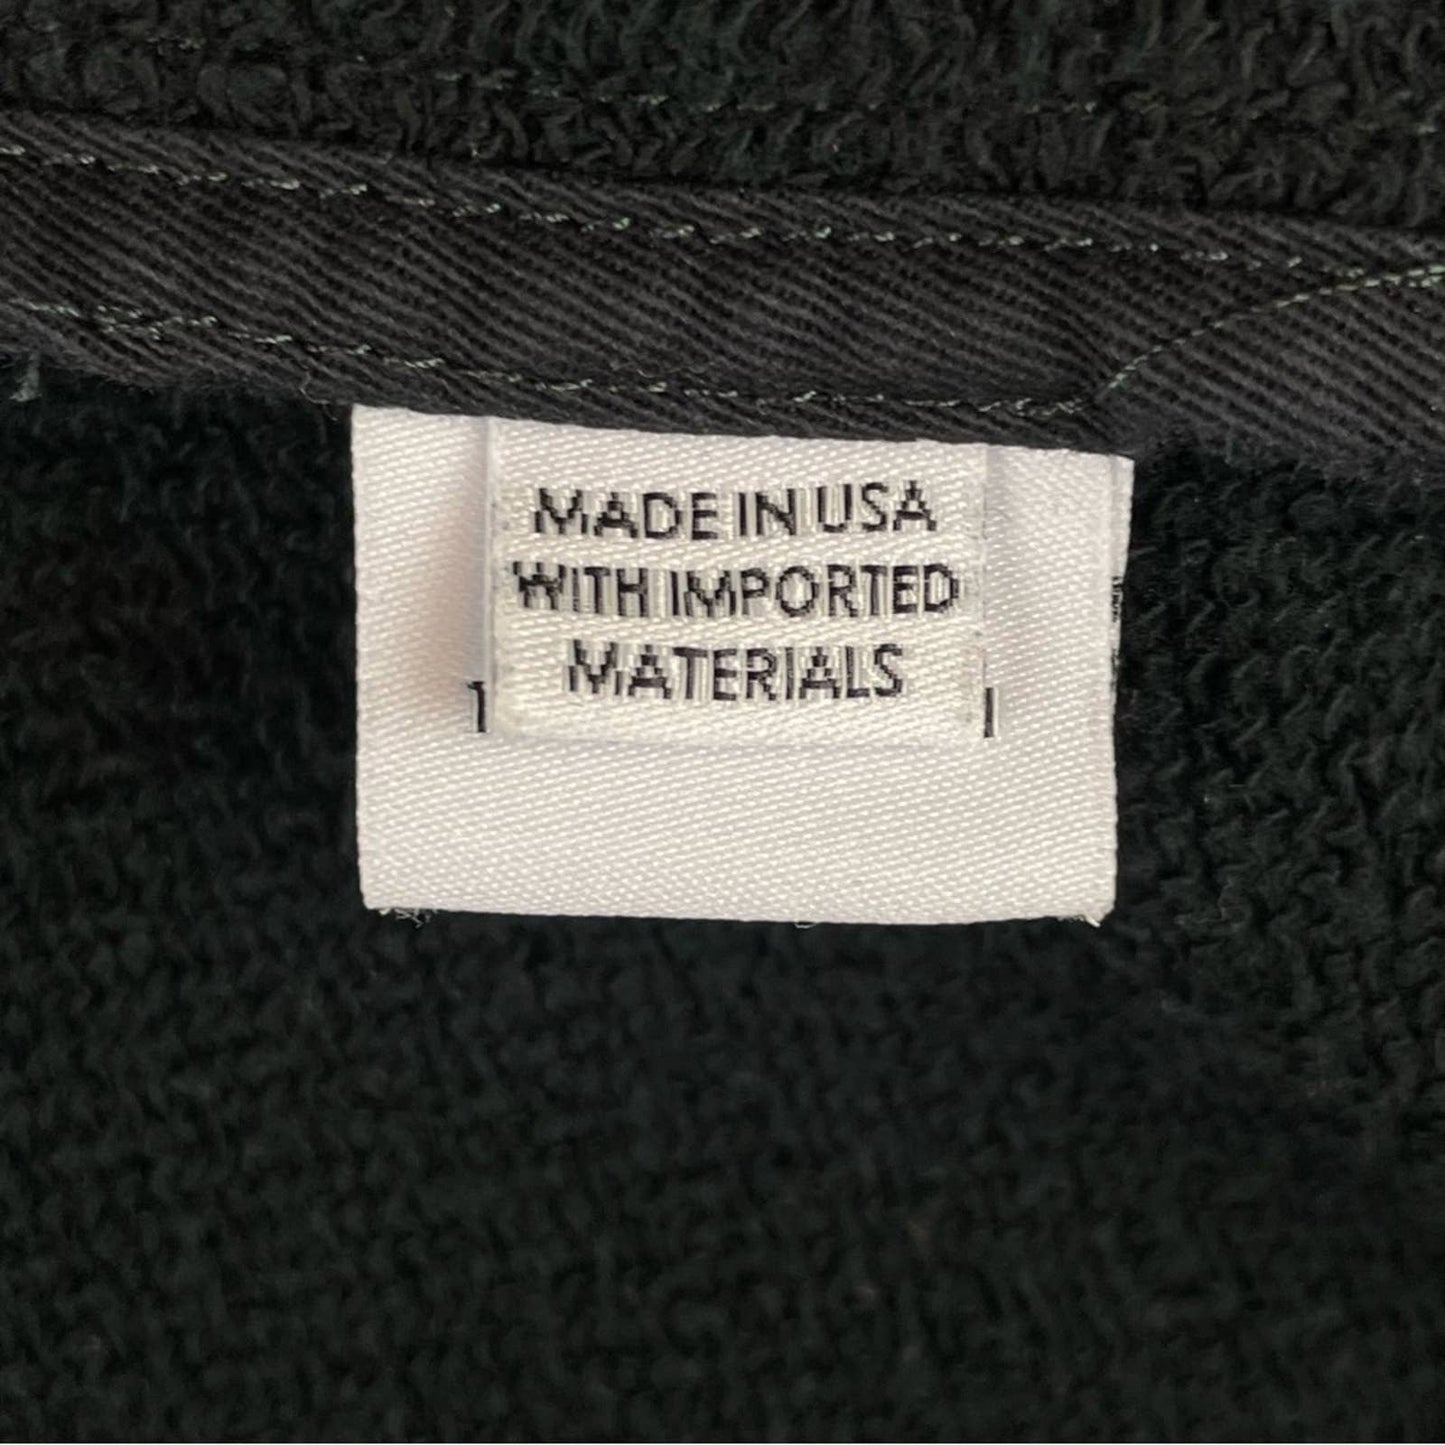 MADE IN USA
WITH IMPORTED
MATERIALS